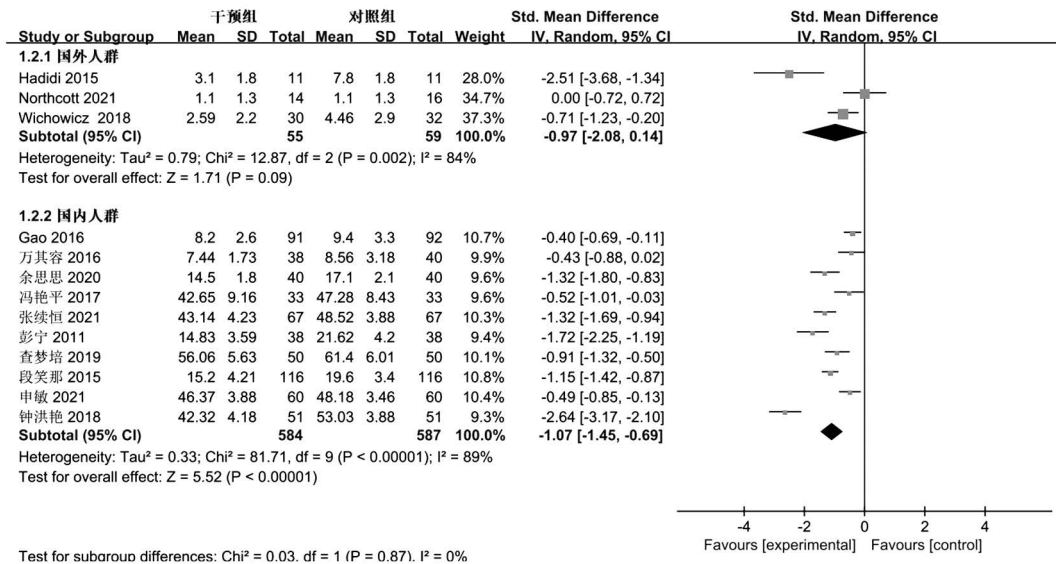 干预组 对照组 Std. Mean Difference Std. Mean Difference
Study or Subgroup Mean SD Total Mean SD Total Weight IV, Random, 95% CI IV, Random, 95% CI
1.2.1 国外人群
Hadidi 2015 3.1 1.8 11 7.8 1.8 11 28.0% -2.51 [-3.68, -1.34]
Northcott 2021 1.1 1.3 14 1.1 1.3 16 34.7% 0.00 [-0.72, 0.72]
Wichowicz 2018 2.59 2.2 30 4.46 2.9 32 37.3% -0.71 [-1.23, -0.20]
Subtotal (95% CI) 55 59 100.0% -0.97 [-2.08, 0.14]
Heterogeneity: Tau² = 0.79; Chi² = 12.87, df = 2 (P = 0.002); I² = 84%
Test for overall effect: Z = 1.71 (P = 0.09)
1.2.2 国内人群
Gao 2016 8.2 2.6 91 9.4 3.3 92 10.7% -0.40 [-0.69, -0.11]
万其容 2016 7.44 1.73 38 8.56 3.18 40 9.9% -0.43 [-0.88, 0.02]
余思思 2020 14.5 1.8 40 17.1 2.1 40 9.6% -1.32 [-1.80, -0.83]
冯艳平 2017 42.65 9.16 33 47.28 8.43 33 9.6% -0.52 [-1.01, -0.03]
张续恒 2021 43.14 4.23 67 48.52 3.88 67 10.3% -1.32 [-1.69, -0.94]
彭宁 2011 14.83 3.59 38 21.62 4.2 38 9.3% -1.72 [-2.25, -1.19]
查梦培 2019 56.06 5.63 50 61.4 6.01 50 10.1% -0.91 [-1.32, -0.50]
段笑那 2015 15.2 4.21 116 19.6 3.4 116 10.8% -1.15 [-1.42, -0.87]
申敏 2021 46.37 3.88 60 48.18 3.46 60 10.4% -0.49 [-0.85, -0.13]
钟洪艳 2018 42.32 4.18 51 53.03 3.88 51 9.3% -2.64 [-3.17, -2.10]
Subtotal (95% CI) 584 587 100.0% -1.07 [-1.45, -0.69]
Heterogeneity: Tau² = 0.33; Chi² = 81.71, df = 9 (P < 0.00001); I² = 89%
Test for overall effect: Z = 5.52 (P < 0.00001)
-4 -2 0 2 4
Favours [experimental] Favours [control]
Test for subgroup differences: Chi² = 0.03, df = 1 (P = 0.87), I² = 0%